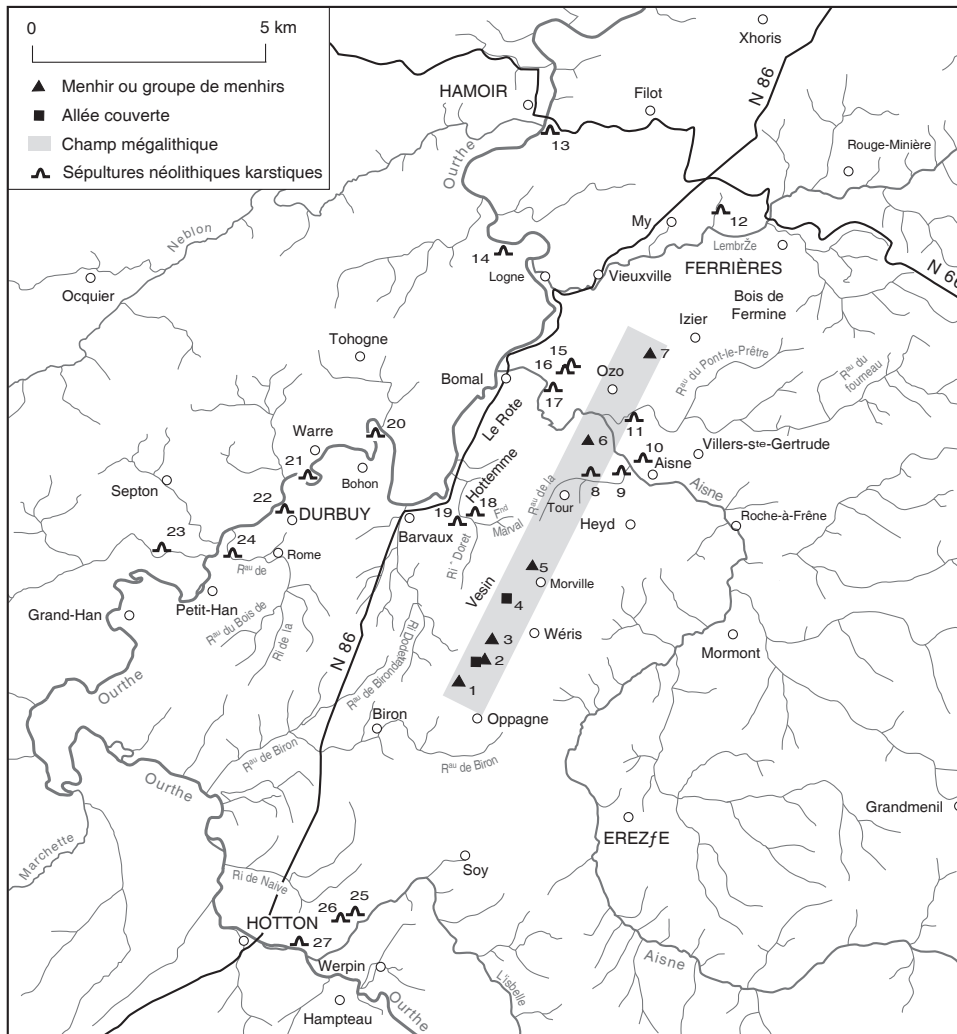 0
5 km
Menhir ou groupe de menhirs
Allée couverte
Champ mégalithique
Sépultures néolithiques karstiques
Xhoris
HAMOIR
Filot
N 86
13
Rouge-Minière
Ourthe
Neblon
My
12
LembrŽe
14
Logne
Vieuxville
FERRIÈRES
N 66
Ocquier
Bois de
Fermine
Izier
Tohogne
15
16
7
Rau du Pont-le-Prêtre
Rau du
fourneau
Bomal
Ozo
17
Le Rote
11
20
6
Villers-ste-Gertrude
Warre
10
Aisne
21
Bohon
Hottemme
Rau de la
8
9
Aisne
Septon
22
Tour
DURBUY
18
Fnd
Marval
Heyd
Roche-à-Frêne
19
Barvaux
23
24
Rome
Ri " Doret
Rau de
5
Morville
Petit-Han
Vesin
4
Grand-Han
Rau du Bois de
Ri de la
Ri Dopeta
3
Wéris
Mormont
N 86
2
Rau de Birondat
1
Ourthe
Biron
Oppagne
Rau de Biron
Rau de Biron
Ourthe
Grandmenil
EREZƒE
Marchette
Soy
Ri de Naive
25
26
HOTTON
27
Werpin
Aisne
L'isbelle
Ourthe
Hampteau